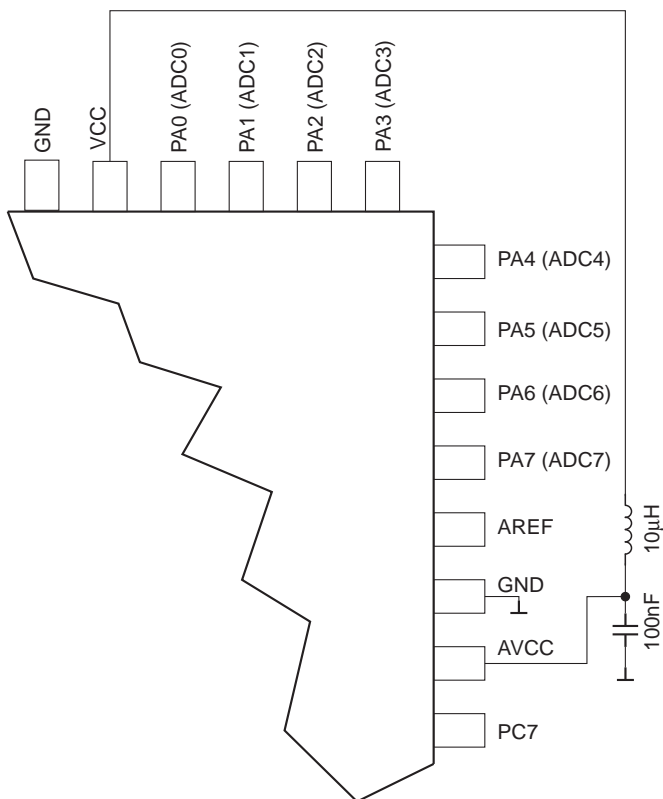 GND
VCC
PA0 (ADC0)
PA1 (ADC1)
PA2 (ADC2)
PA3 (ADC3)
PA4 (ADC4)
PA5 (ADC5)
PA6 (ADC6)
PA7 (ADC7)
AREF
10μH
GND
100nF
AVCC
PC7